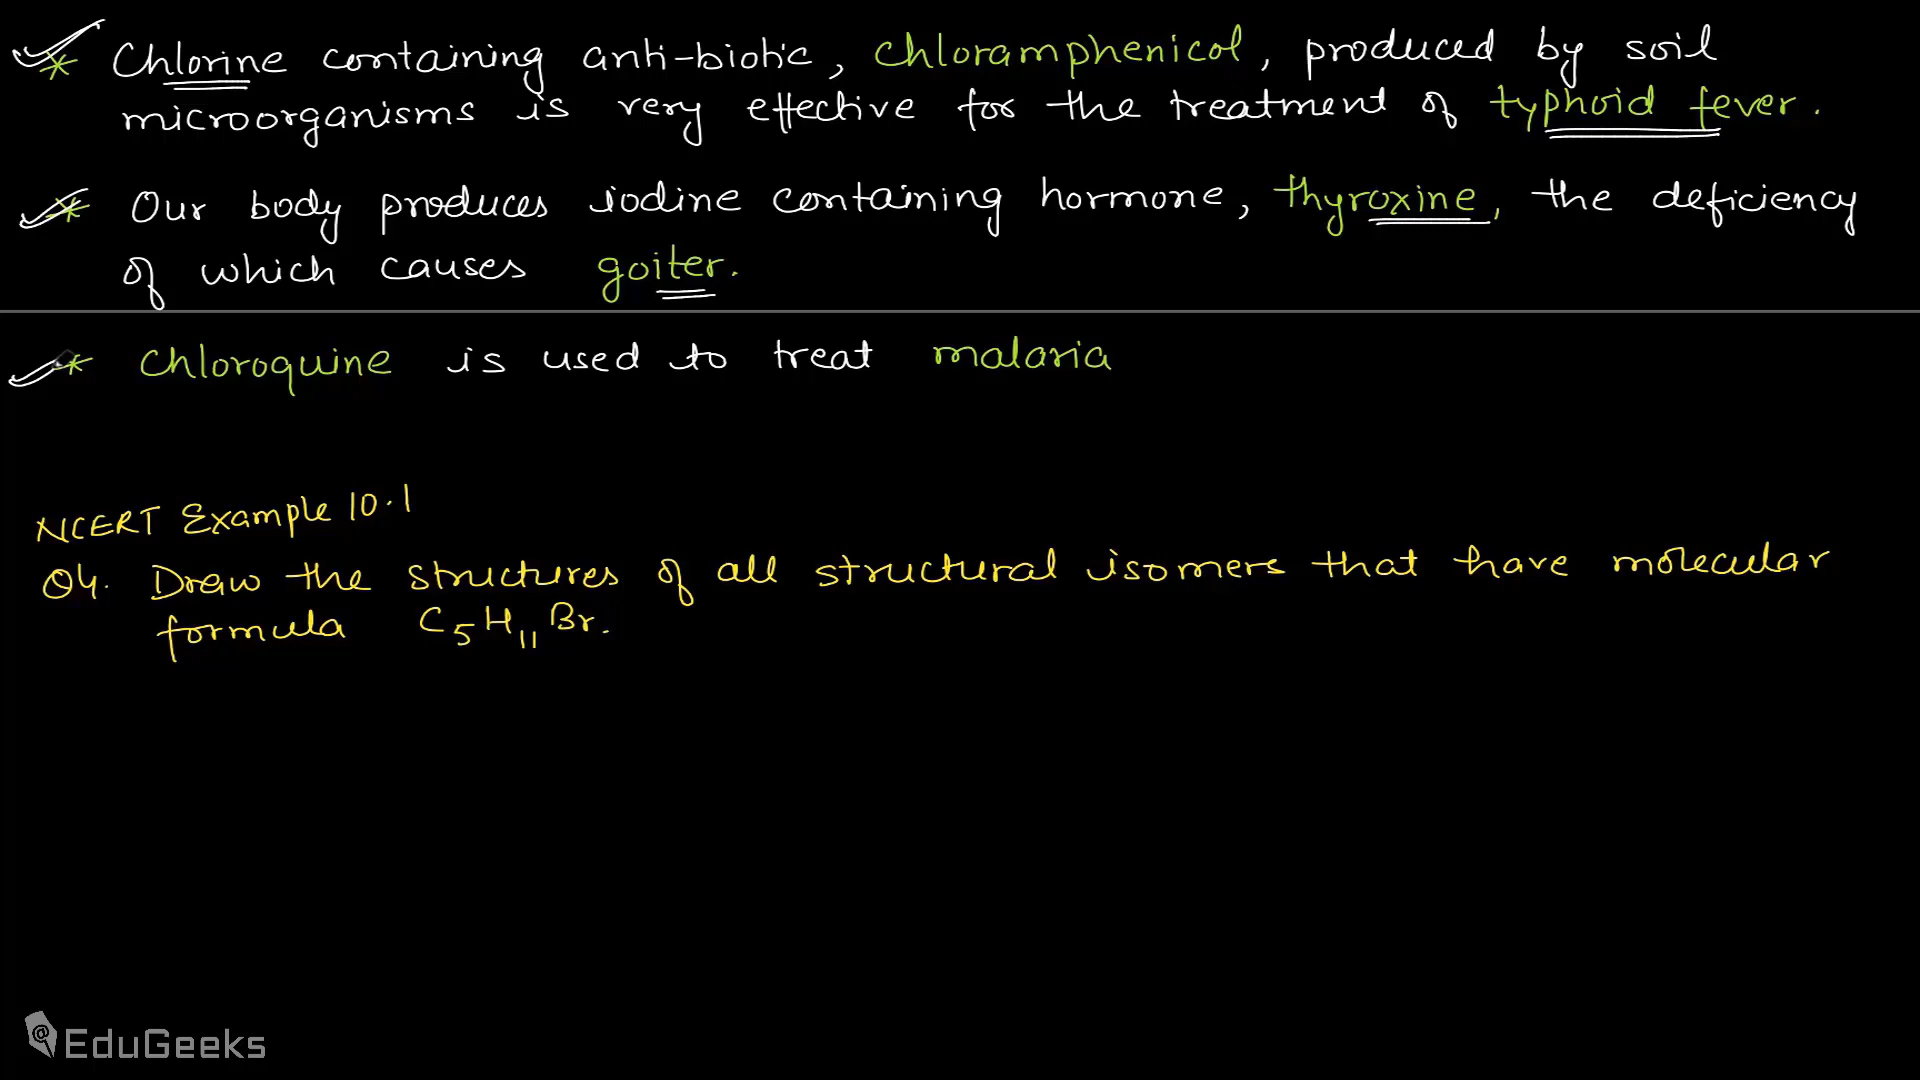 * Chlorine containing anti-biotic, chloramphenicol, produced by soil
microorganisms is very effective for the treatment of typhoid fever.
* Our body produces iodine containing hormone, thyroxine, the deficiency
of which causes goiter.
* Chloroquine is used to treat malaria
NCERT Example 10.1
Q4. Draw the structures of all structural isomers that have molecular
formula C₅H₁₁Br.
EduGeeks